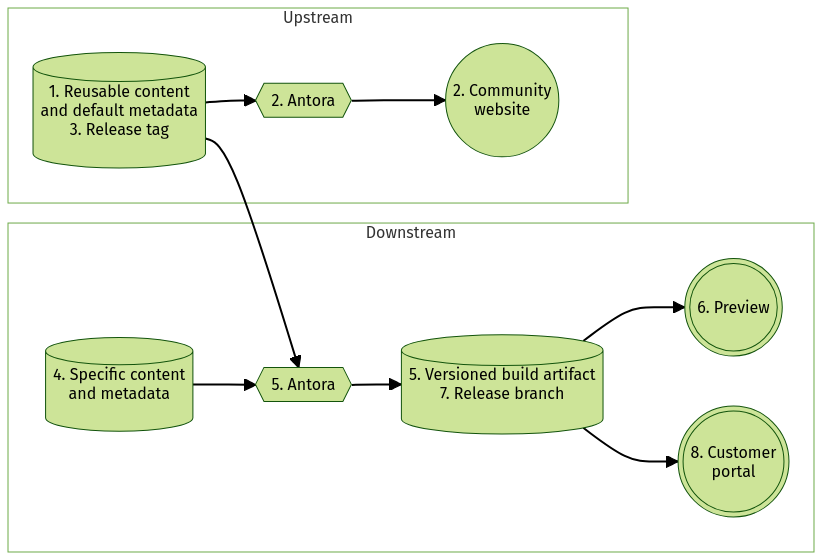 Upstream
1. Reusable content
and default metadata
3. Release tag
2. Antora
2. Community
website
Downstream
4. Specific content
and metadata
5. Antora
5. Versioned build artifact
7. Release branch
6. Preview
8. Customer
portal